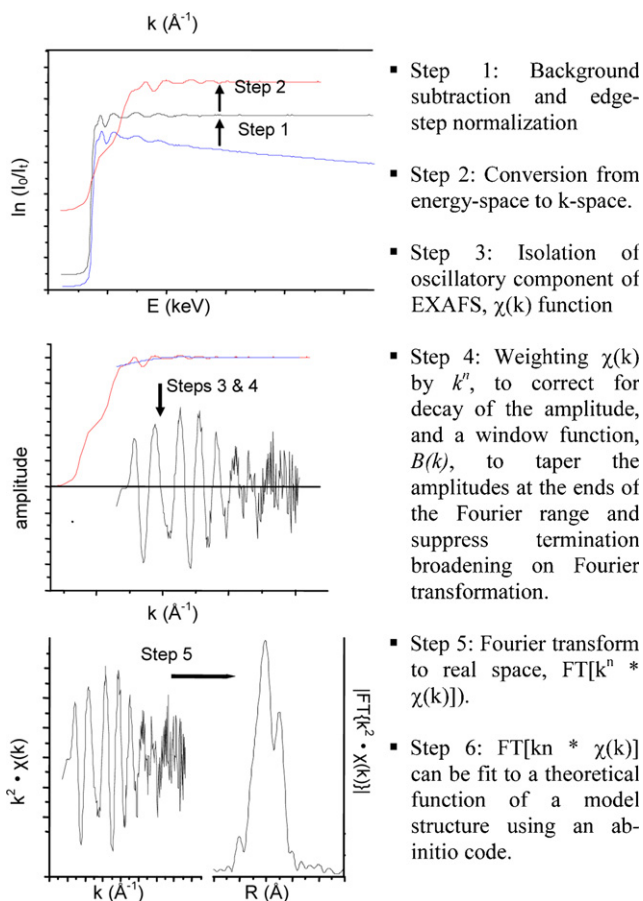 k (Å⁻¹)
Step 2
Step 1
ln (I₀/Iₜ)
E (keV)
Steps 3 & 4
amplitude
k (Å⁻¹)
Step 5
k² • χ(k)
|FT{k² • χ(k)}|
k (Å⁻¹)
R (Å)
▪ Step 1: Background
subtraction and edge-
step normalization
▪ Step 2: Conversion from
energy-space to k-space.
▪ Step 3: Isolation of
oscillatory component of
EXAFS, χ(k) function
▪ Step 4: Weighting χ(k)
by kⁿ, to correct for
decay of the amplitude,
and a window function,
B(k), to taper the
amplitudes at the ends of
the Fourier range and
suppress termination
broadening on Fourier
transformation.
▪ Step 5: Fourier transform
to real space, FT[kⁿ *
χ(k)]).
▪ Step 6: FT[kn * χ(k)]
can be fit to a theoretical
function of a model
structure using an ab-
initio code.